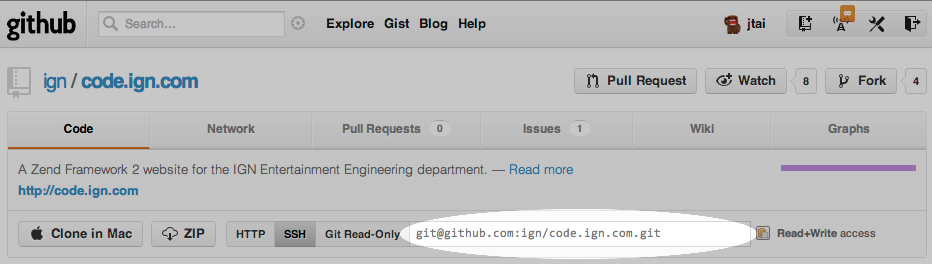 github Search... Explore Gist Blog Help jtai
ign / code.ign.com Pull Request Watch 8 Fork 4
Code Network Pull Requests 0 Issues 1 Wiki Graphs
A Zend Framework 2 website for the IGN Entertainment Engineering department. — Read more
http://code.ign.com
Clone in Mac ZIP HTTP SSH Git Read-Only git@github.com:ign/code.ign.com.git Read+Write access